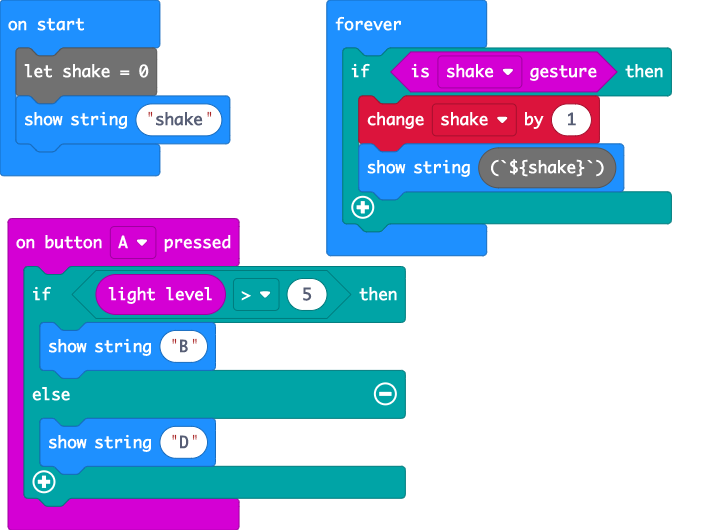 on start
let shake = 0
show string "shake"
forever
if is shake gesture then
change shake by 1
show string (`${shake}`)
on button A pressed
if light level > 5 then
show string "B"
else
show string "D"